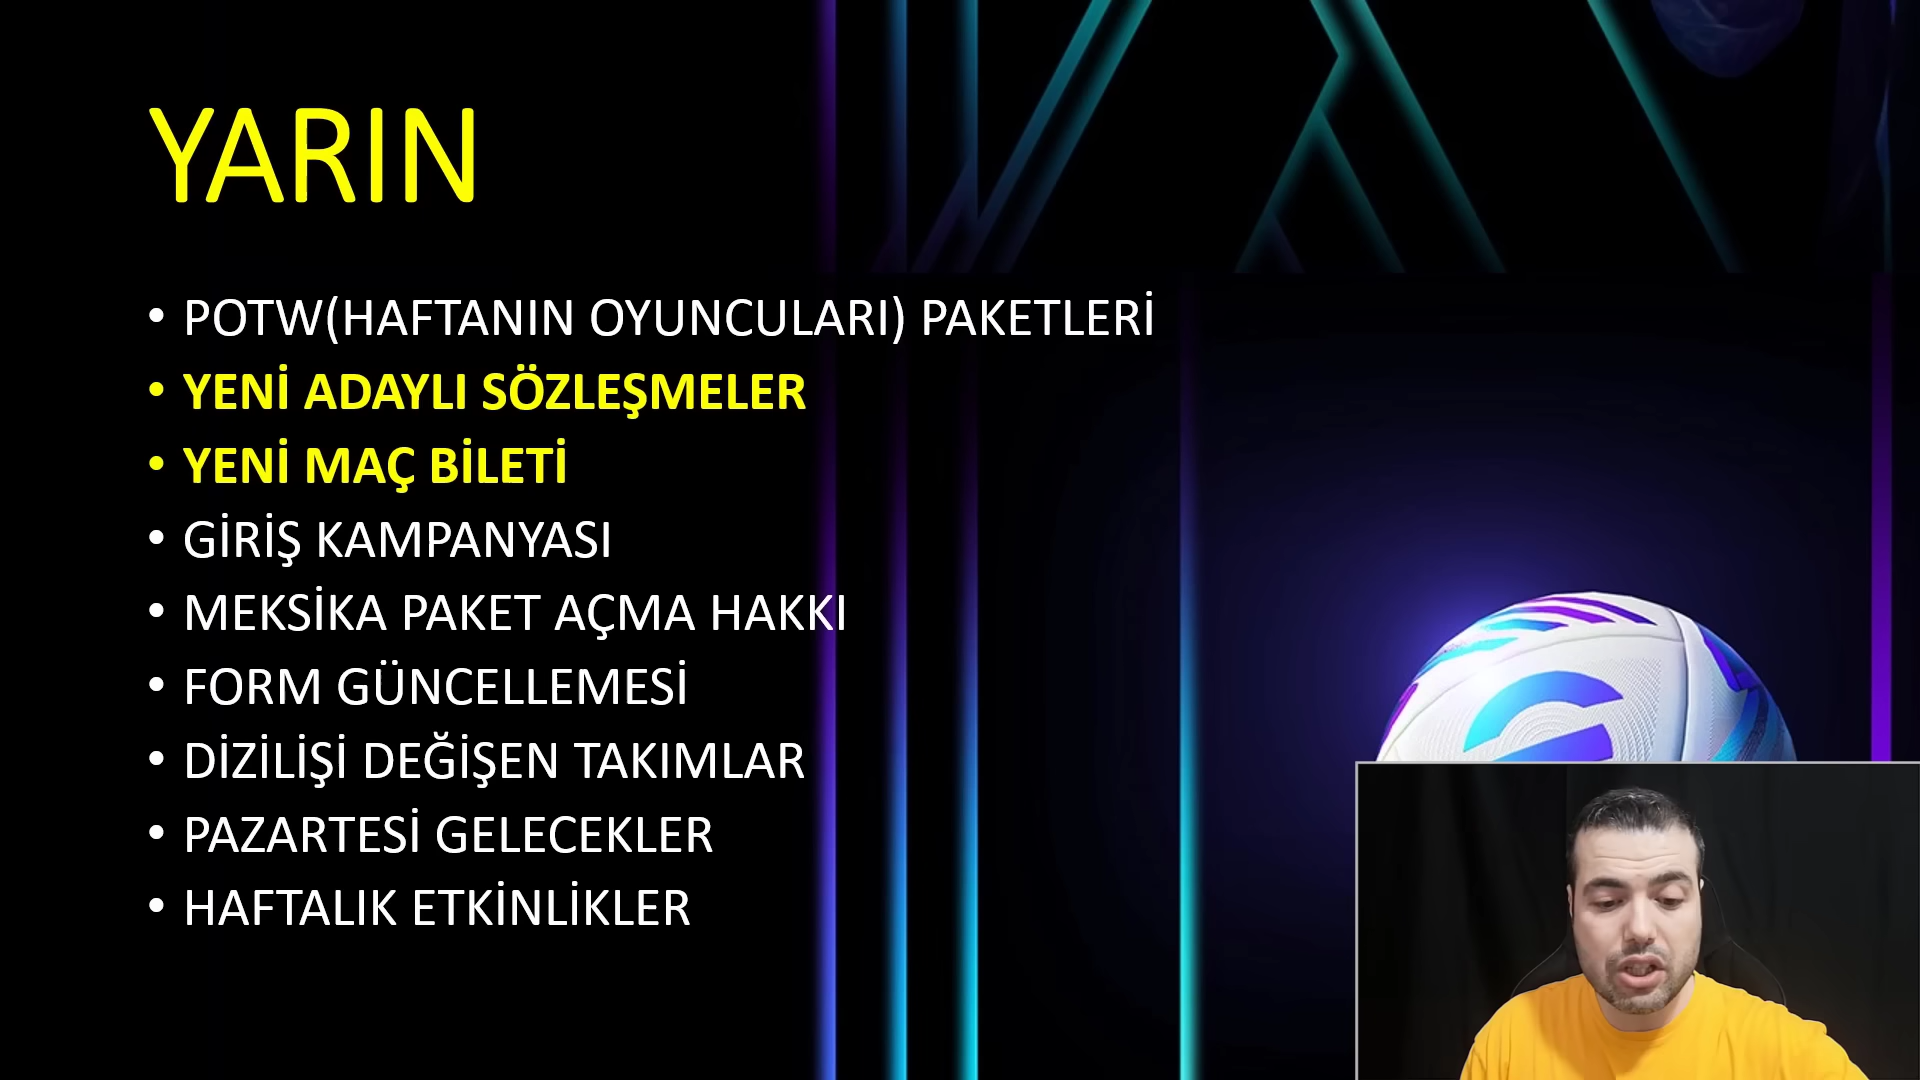 YARIN
• POTW(HAFTANIN OYUNCULARI) PAKETLERİ
• YENİ ADAYLI SÖZLEŞMELER
• YENİ MAÇ BİLETİ
• GİRİŞ KAMPANYASI
• MEKSİKA PAKET AÇMA HAKKI
• FORM GÜNCELLEMESİ
• DİZİLİŞİ DEĞİŞEN TAKIMLAR
• PAZARTESİ GELECEKLER
• HAFTALIK ETKİNLİKLER